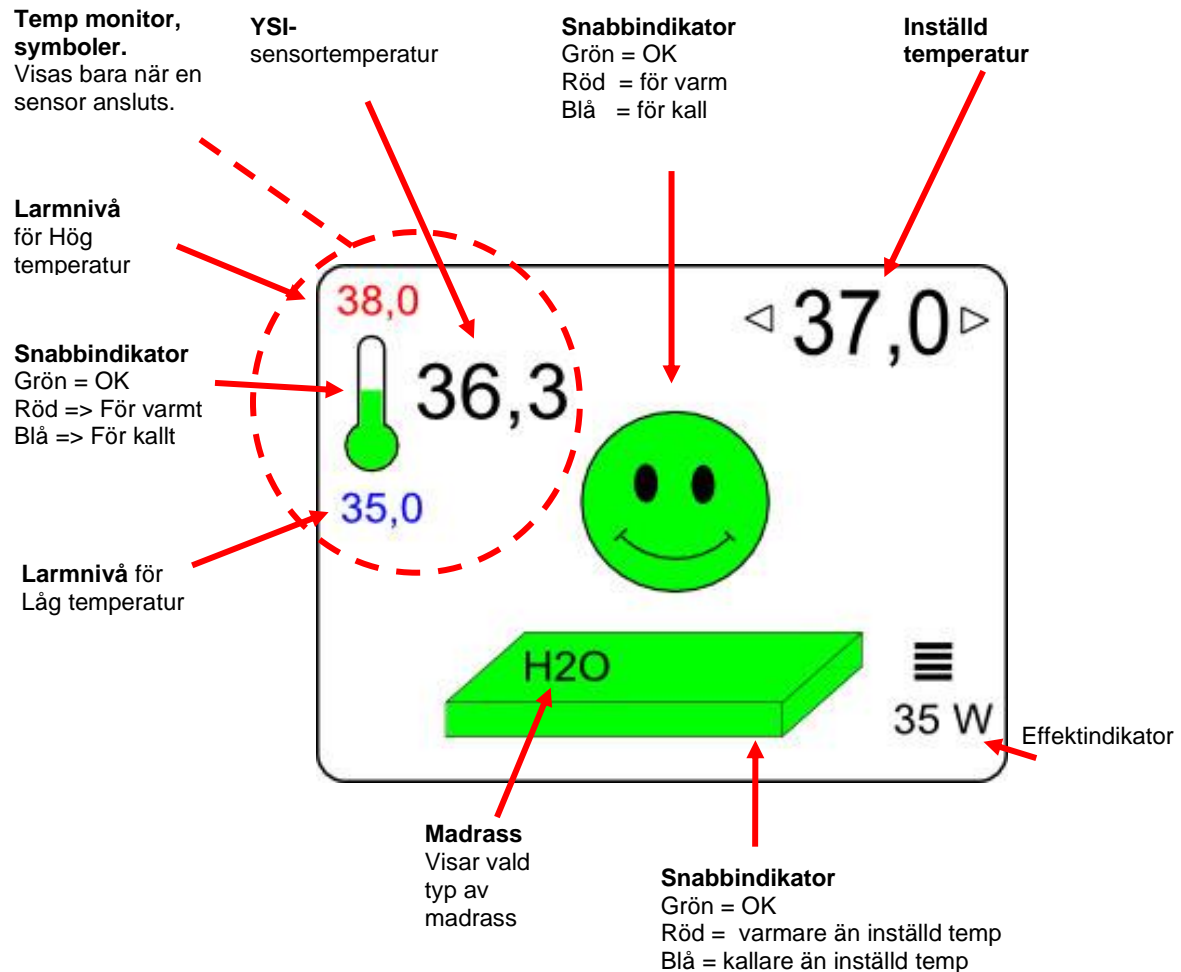 Temp monitor,
symboler.
Visas bara när en
sensor ansluts.
YSI-
sensortemperatur
Snabbindikator
Grön = OK
Röd = för varm
Blå = för kall
Inställd
temperatur
Larmnivå
för Hög
temperatur
Snabbindikator
Grön = OK
Röd => För varmt
Blå => För kallt
Larmnivå för
Låg temperatur
38,0
36,3
35,0
37,0
H2O
35 W
Effektindikator
Madrass
Visar vald
typ av
madrass
Snabbindikator
Grön = OK
Röd = varmare än inställd temp
Blå = kallare än inställd temp